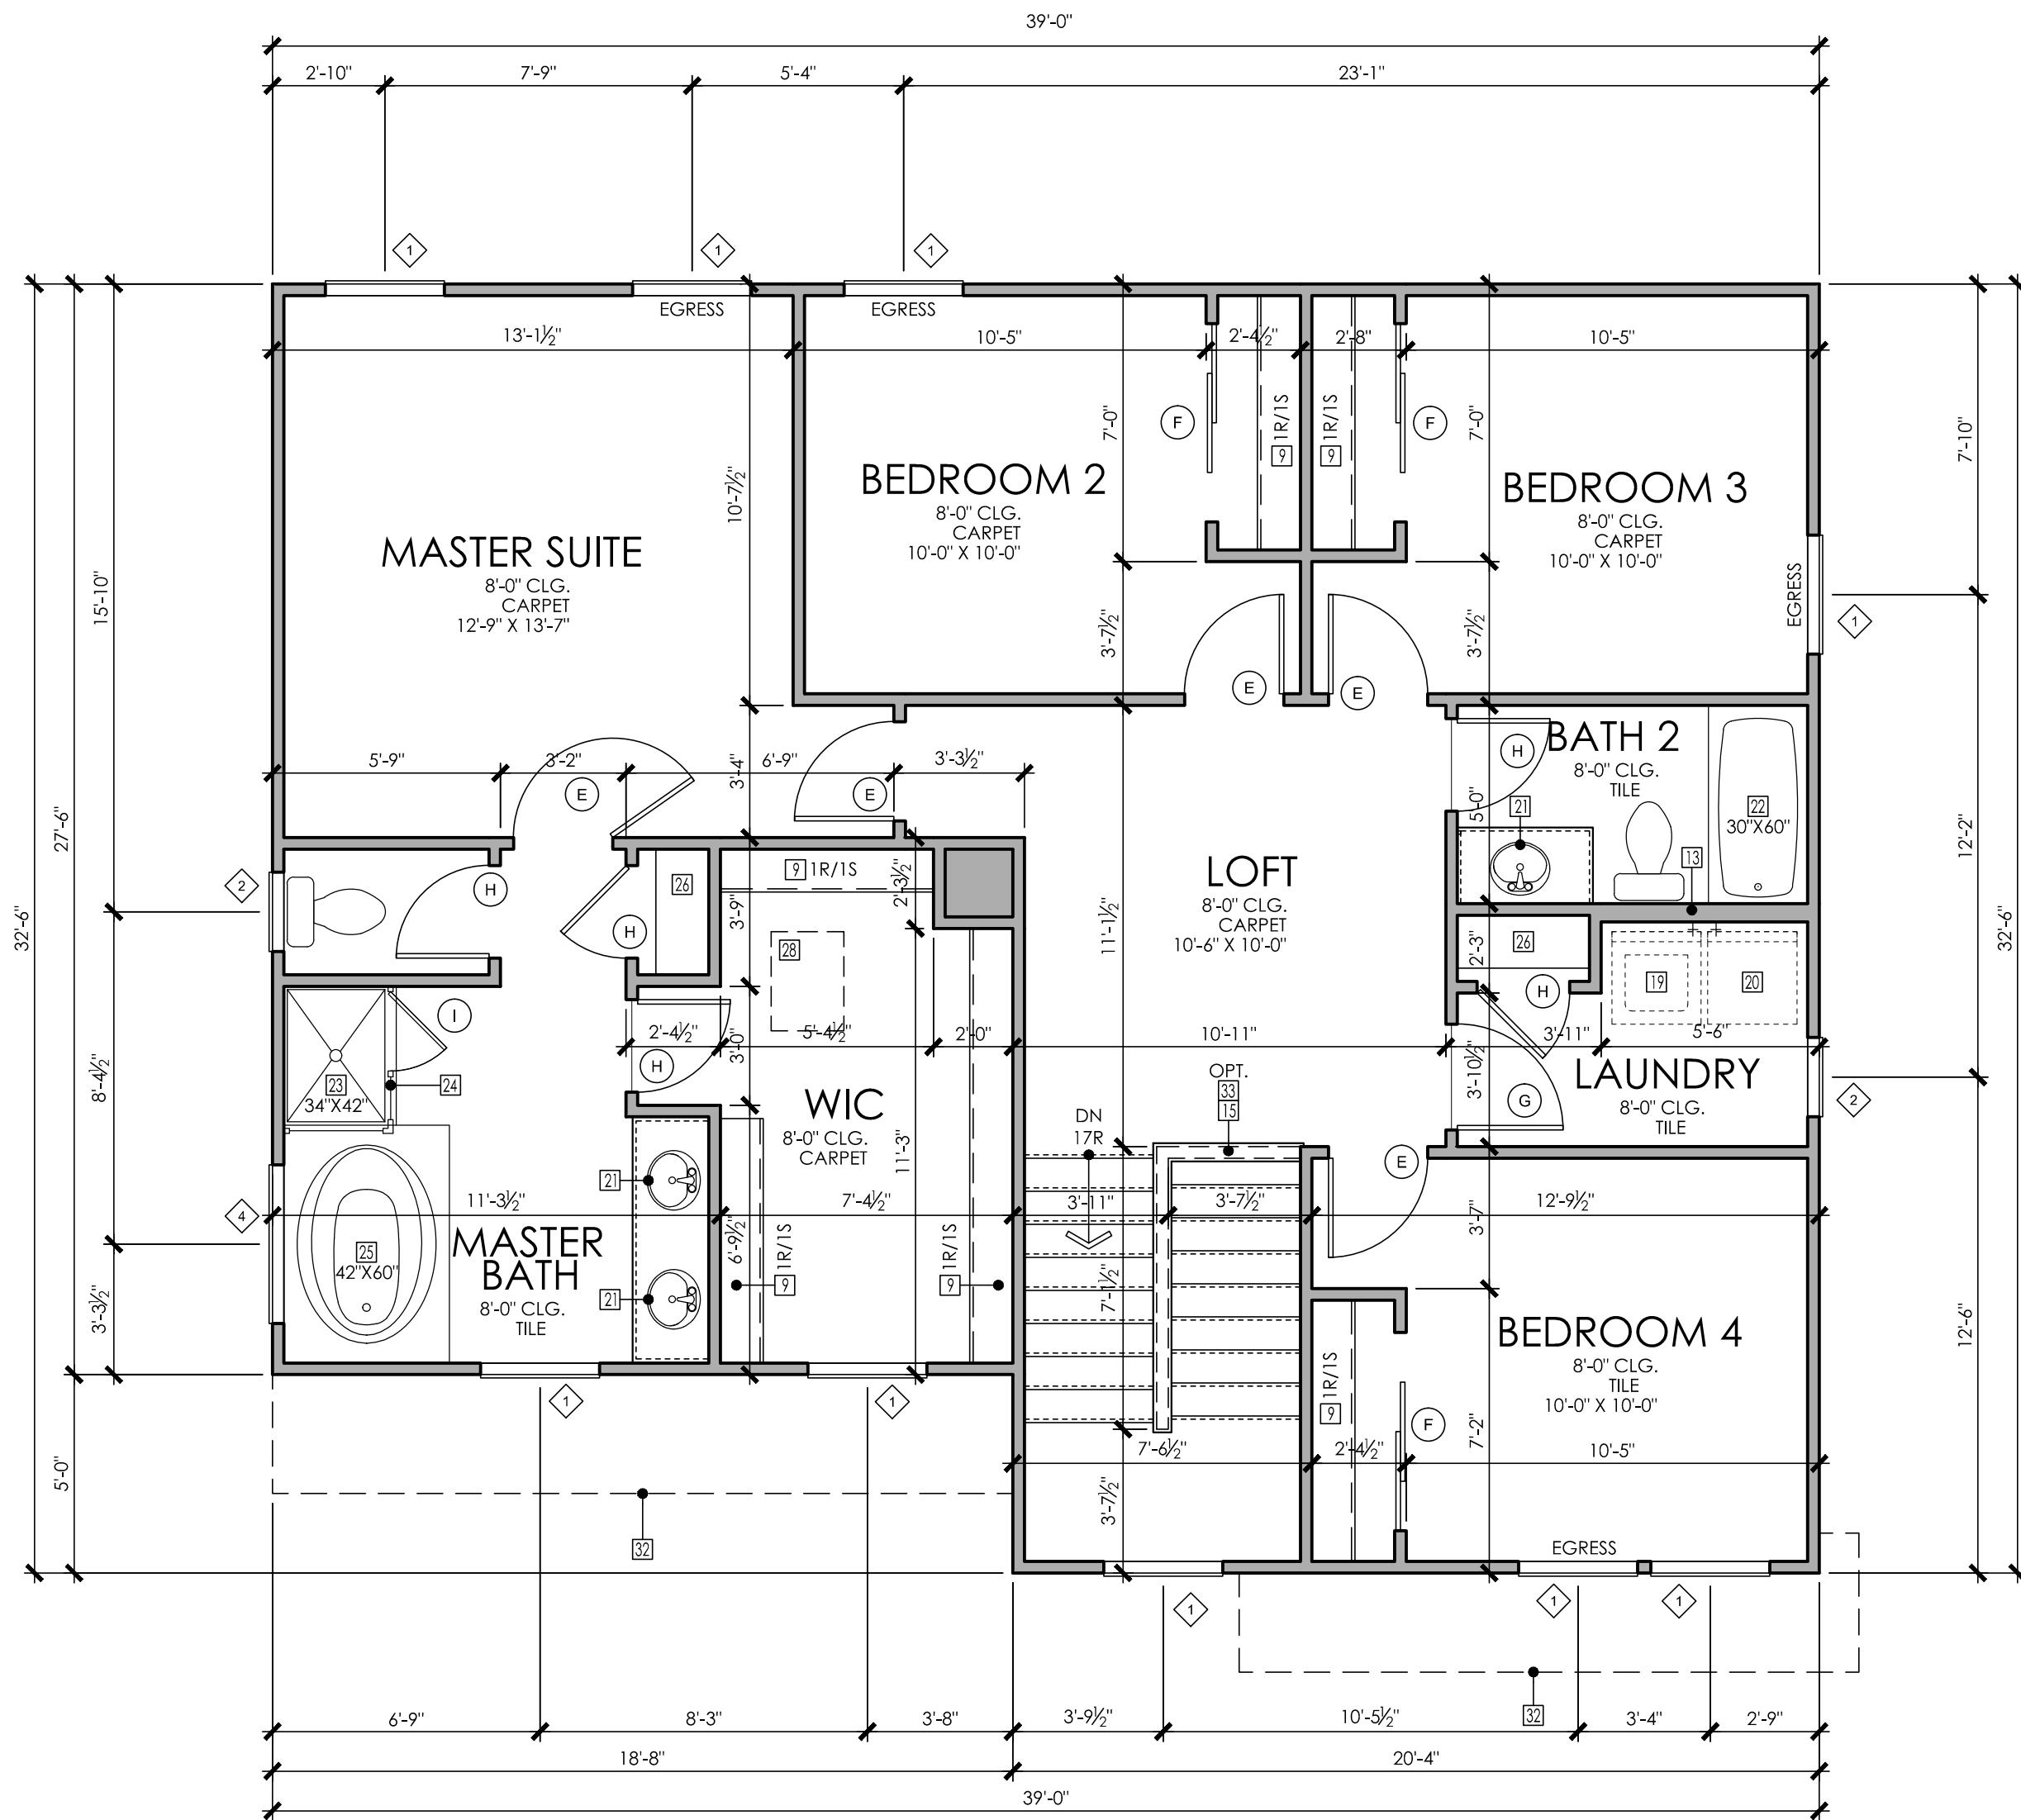 39'-0"
2'-10" 7'-9" 5'-4" 23'-1"
1 1 1
EGRESS EGRESS
13'-1½" 10'-5" 2'-4½" 2'-8" 10'-5"
7'-0" F 9 1R/1S 9 1R/1S F 7'-0"
7'-10"
10'-7½"
BEDROOM 2
8'-0" CLG.
CARPET
10'-0" X 10'-0"
BEDROOM 3
8'-0" CLG.
CARPET
10'-0" X 10'-0"
MASTER SUITE
8'-0" CLG.
CARPET
12'-9" X 13'-7"
15'-10"
EGRESS
1
3'-7½" 3'-7½"
E E
BATH 2
8'-0" CLG.
TILE
H
5'-9" 3'-2" 6'-9" 3'-3½"
3'-4"
E E
5'-0"
21
22
30"X60"
13
27'-6"
32'-6"
12'-2"
32'-6"
2
H
H
26
9 1R/1S
2'-3½"
3'-9"
28
LOFT
8'-0" CLG.
CARPET
10'-6" X 10'-0"
11'-1½"
2'-3"
26
H
19 20
I
2'-4½" 5'-4½" 2'-0" 10'-11" 3'-11" 5'-6"
3'-0"
H
3'-10½"
G
LAUNDRY
8'-0" CLG.
TILE
2
8'-4½"
23
34"X42"
24
WIC
8'-0" CLG.
CARPET
11'-3"
OPT.
33
15
DN
17R
E
21
11'-3½" 7'-4½" 3'-11" 3'-7½" 12'-9½"
3'-7"
4
25
42"X60"
MASTER
BATH
8'-0" CLG.
TILE
21
6'-9½"
9 1R/1S
9 1R/1S
7'-1½"
3'-3½"
BEDROOM 4
8'-0" CLG.
TILE
10'-0" X 10'-0"
12'-6"
1 1
9 1R/1S
F
7'-2"
7'-6½" 2'-4½" 10'-5"
5'-0"
3'-7½"
32
EGRESS
1 1 1
32
6'-9" 8'-3" 3'-8" 3'-9½" 10'-5½" 3'-4" 2'-9"
18'-8" 20'-4"
39'-0"